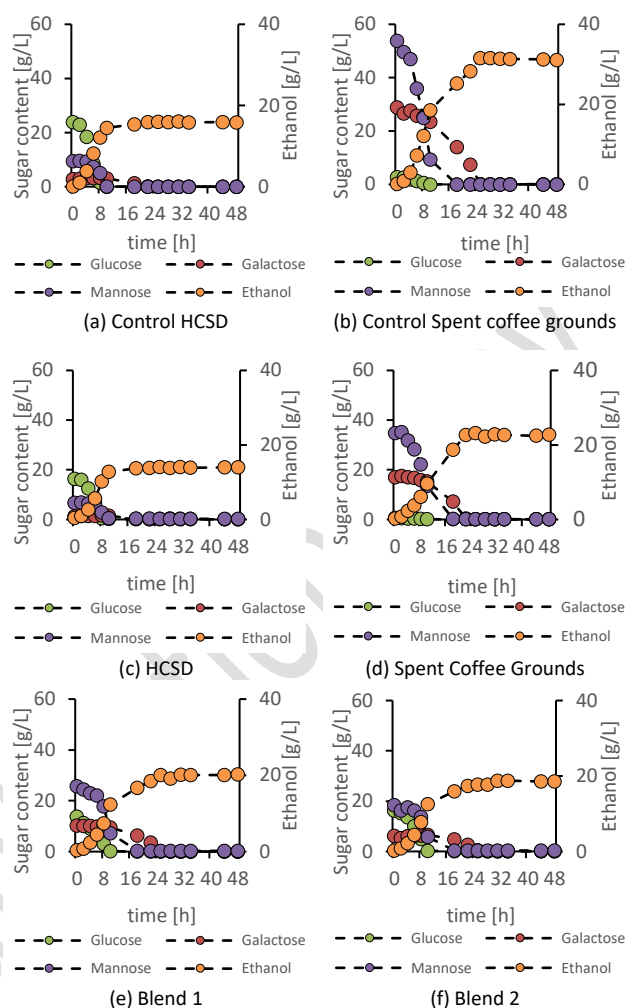 60 40 60 40
Sugar content [g/L] Ethanol [g/L] Sugar content [g/L] Ethanol [g/L]
40 40
20 20
20 20
0 0 0 0
0 8 16 24 32 40 48 0 8 16 24 32 40 48
time [h] time [h]
Glucose Galactose Glucose Galactose
Mannose Ethanol Mannose Ethanol
(a) Control HCSD (b) Control Spent coffee grounds
60 40 60 40
Sugar content [g/L] Ethanol [g/L] Sugar content [g/L] Ethanol [g/L]
40 40
20 20
20 20
0 0 0 0
0 8 16 24 32 40 48 0 8 16 24 32 40 48
time [h] time [h]
Glucose Galactose Glucose Galactose
Mannose Ethanol Mannose Ethanol
(c) HCSD (d) Spent Coffee Grounds
60 40 60 40
Sugar content [g/L] Ethanol [g/L] Sugar content [g/L] Ethanol [g/L]
40 40
20 20
20 20
0 0 0 0
0 8 16 24 32 40 48 0 8 16 24 32 40 48
time [h] time [h]
Glucose Galactose Glucose Galactose
Mannose Ethanol Mannose Ethanol
(e) Blend 1 (f) Blend 2